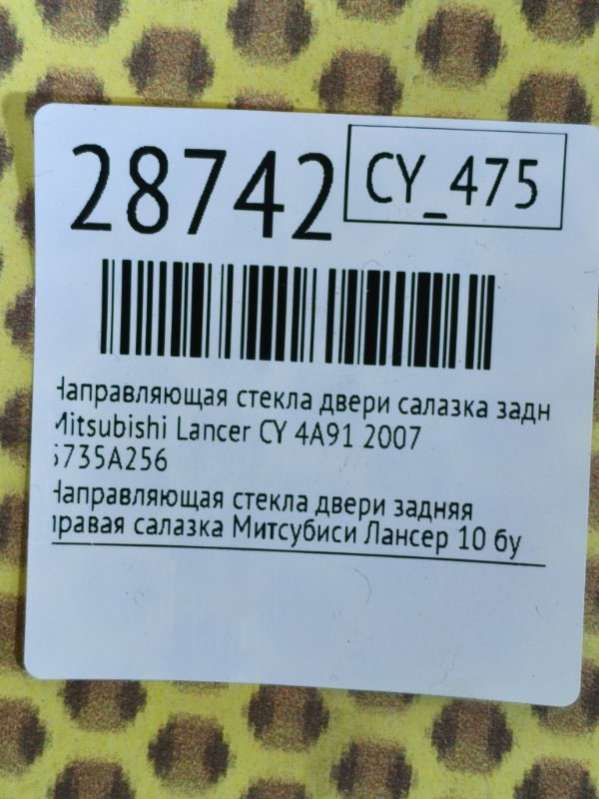 28742
CY_475
Направляющая стекла двери салазка задн
Mitsubishi Lancer CY 4A91 2007
5735A256
Направляющая стекла двери задняя
правая салазка Митсубиси Лансер 10 бу